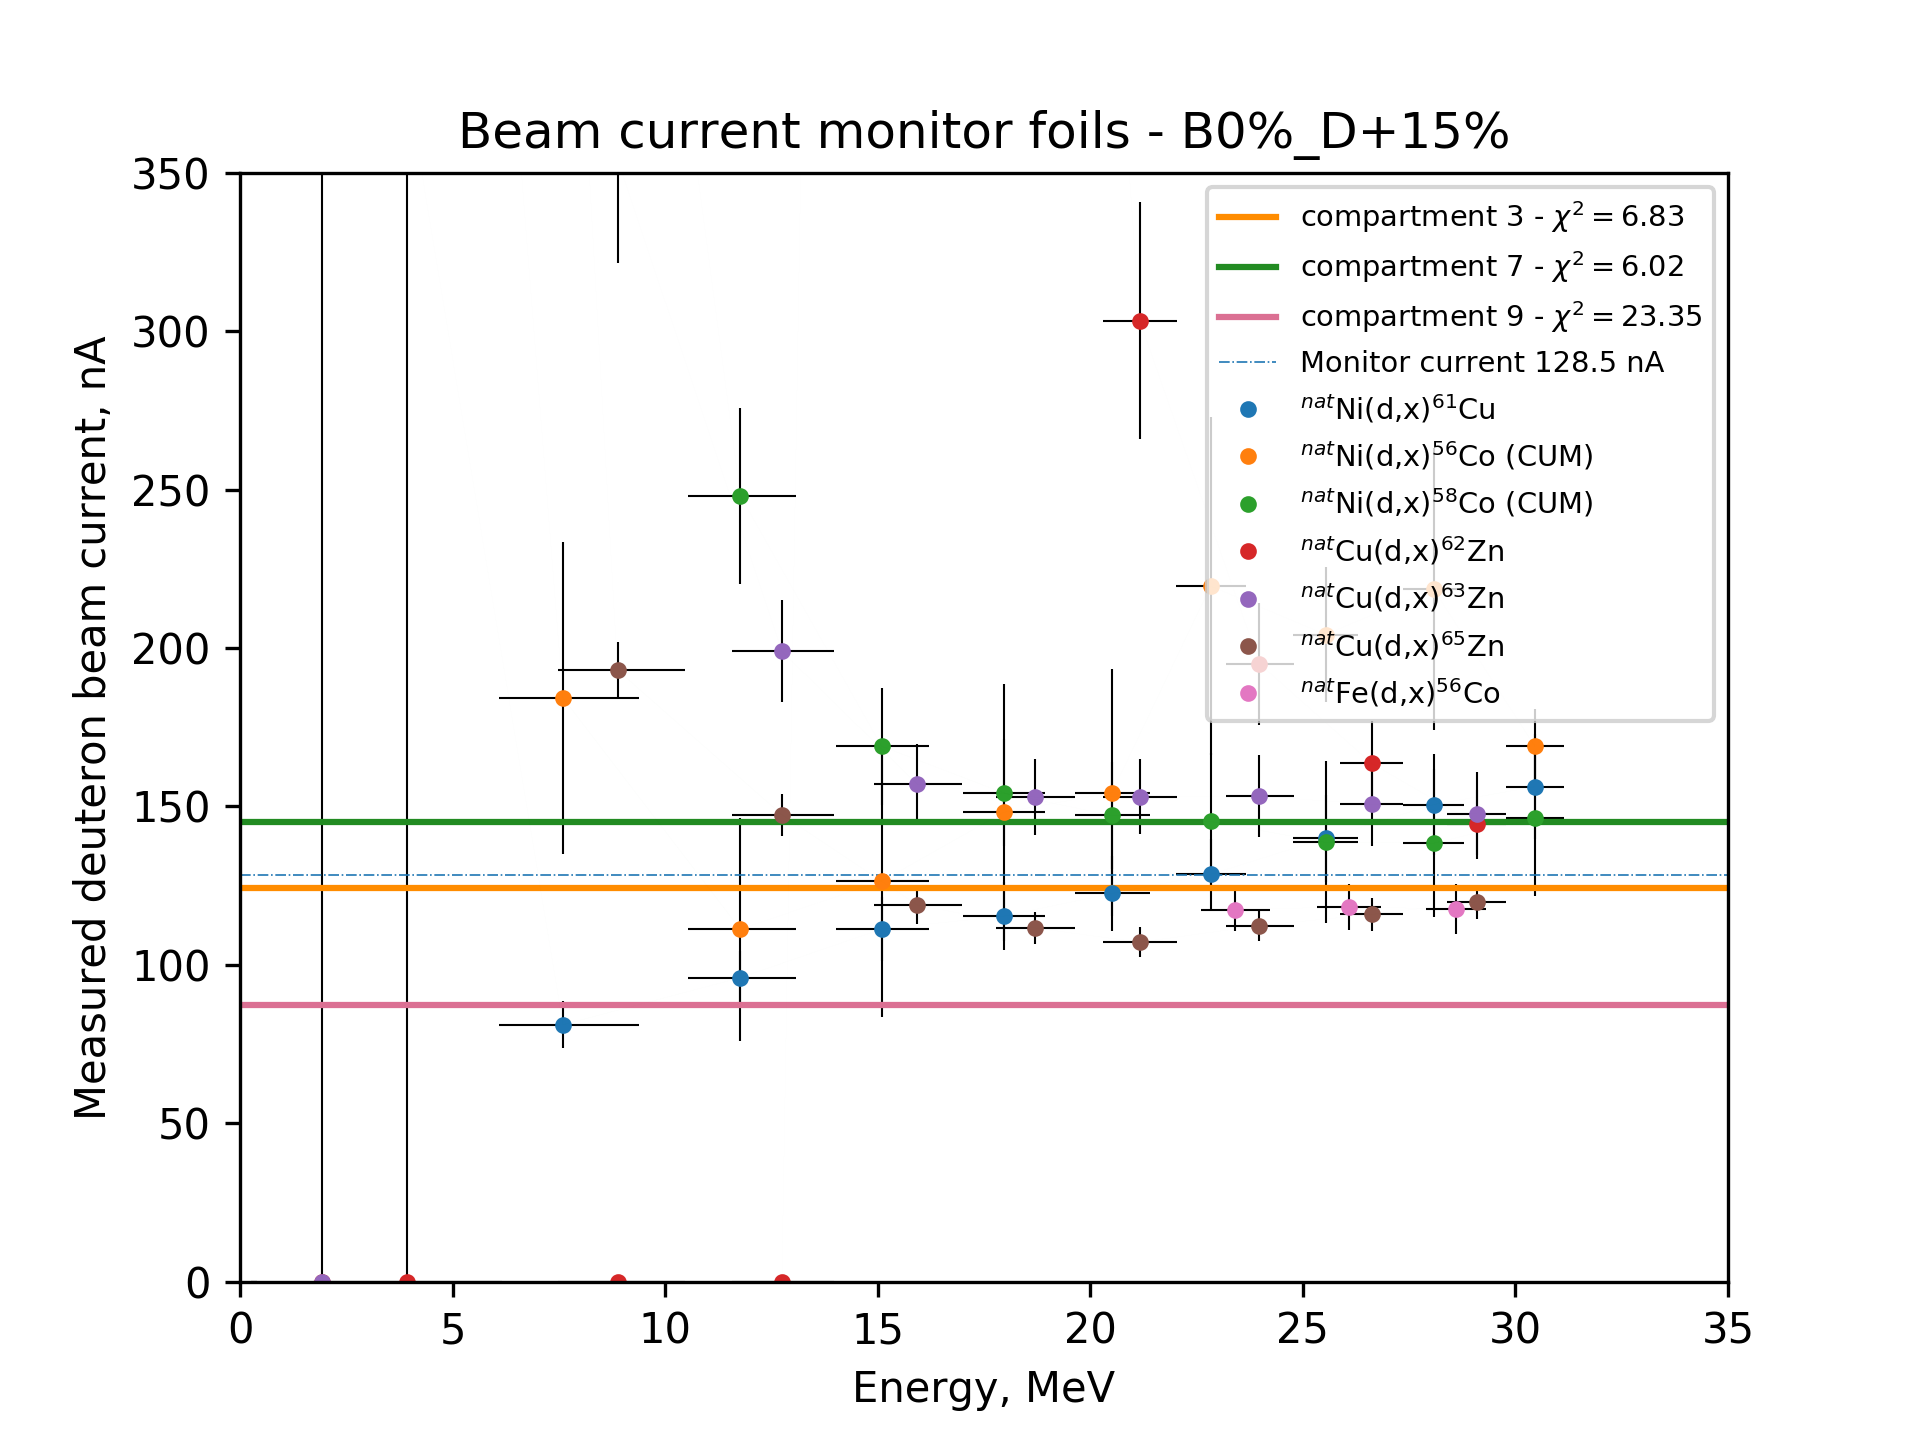 Beam current monitor foils - B0%_D+15%
Measured deuteron beam current, nA
350
300
250
200
150
100
50
0
compartment 3 - χ² = 6.83
compartment 7 - χ² = 6.02
compartment 9 - χ² = 23.35
Monitor current 128.5 nA
ⁿᵃᵗNi(d,x)⁶¹Cu
ⁿᵃᵗNi(d,x)⁵⁶Co (CUM)
ⁿᵃᵗNi(d,x)⁵⁸Co (CUM)
ⁿᵃᵗCu(d,x)⁶²Zn
ⁿᵃᵗCu(d,x)⁶³Zn
ⁿᵃᵗCu(d,x)⁶⁵Zn
ⁿᵃᵗFe(d,x)⁵⁶Co
0 5 10 15 20 25 30 35
Energy, MeV